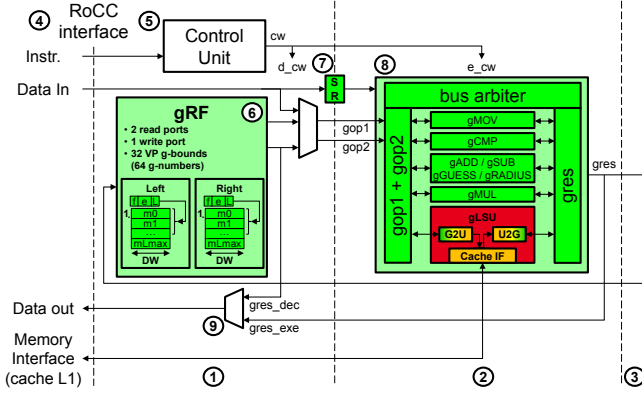 ④ RoCC interface
⑤
Control Unit
cw
d_cw
e_cw
Instr.
Data In
⑦
S R
⑧
gRF
⑥
• 2 read ports
• 1 write port
• 32 VP g-bounds
(64 g-numbers)
Left
f e L
1
m0
m1
...
mLmax
DW
Right
f e L
1
m0
m1
...
mLmax
DW
gop1
gop2
bus arbiter
gop1 + gop2
gMOV
gCMP
gADD / gSUB
gGUESS / gRADIUS
gMUL
gLSU
G2U
U2G
Cache IF
gres
gres
Data out
⑨
gres_dec
gres_exe
Memory
Interface
(cache L1)
①
②
③